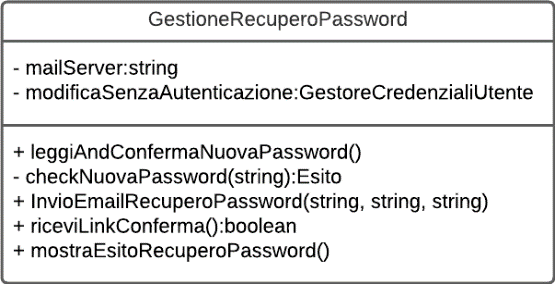 GestioneRecuperoPassword
- mailServer:string
- modificaSenzaAutenticazione:GestoreCredenzialiUtente
+ leggiAndConfermaNuovaPassword()
- checkNuovaPassword(string):Esito
+ InvioEmailRecuperoPassword(string, string, string)
+ riceviLinkConferma():boolean
+ mostraEsitoRecuperoPassword()